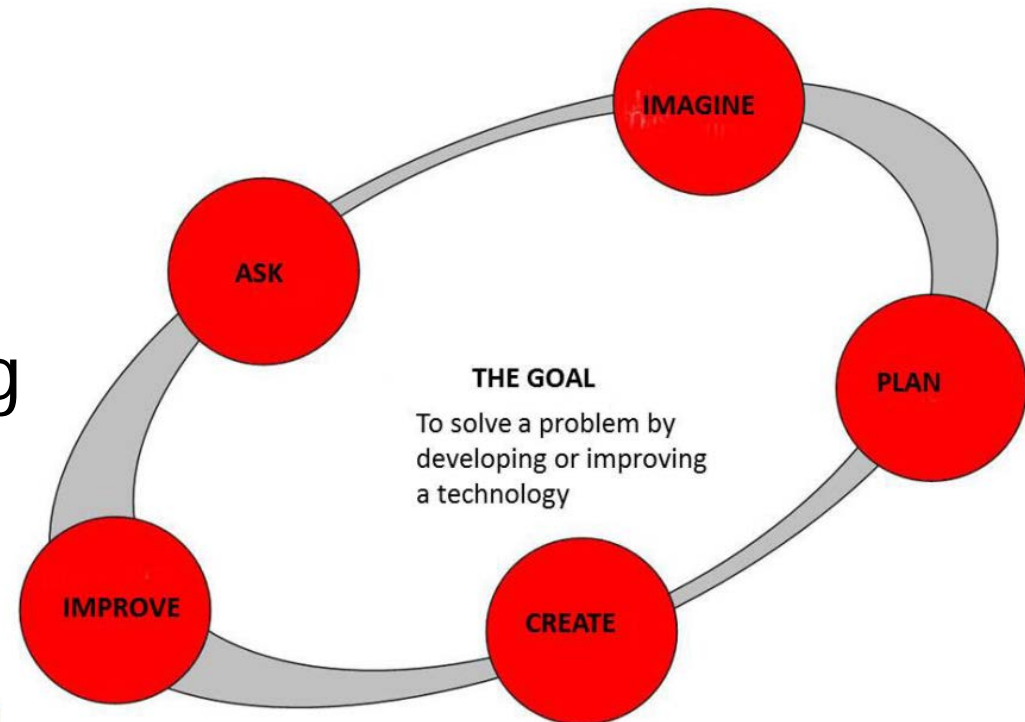 IMAGINE
ASK
THE GOAL
PLAN
To solve a problem by
developing or improving
a technology
IMPROVE
CREATE